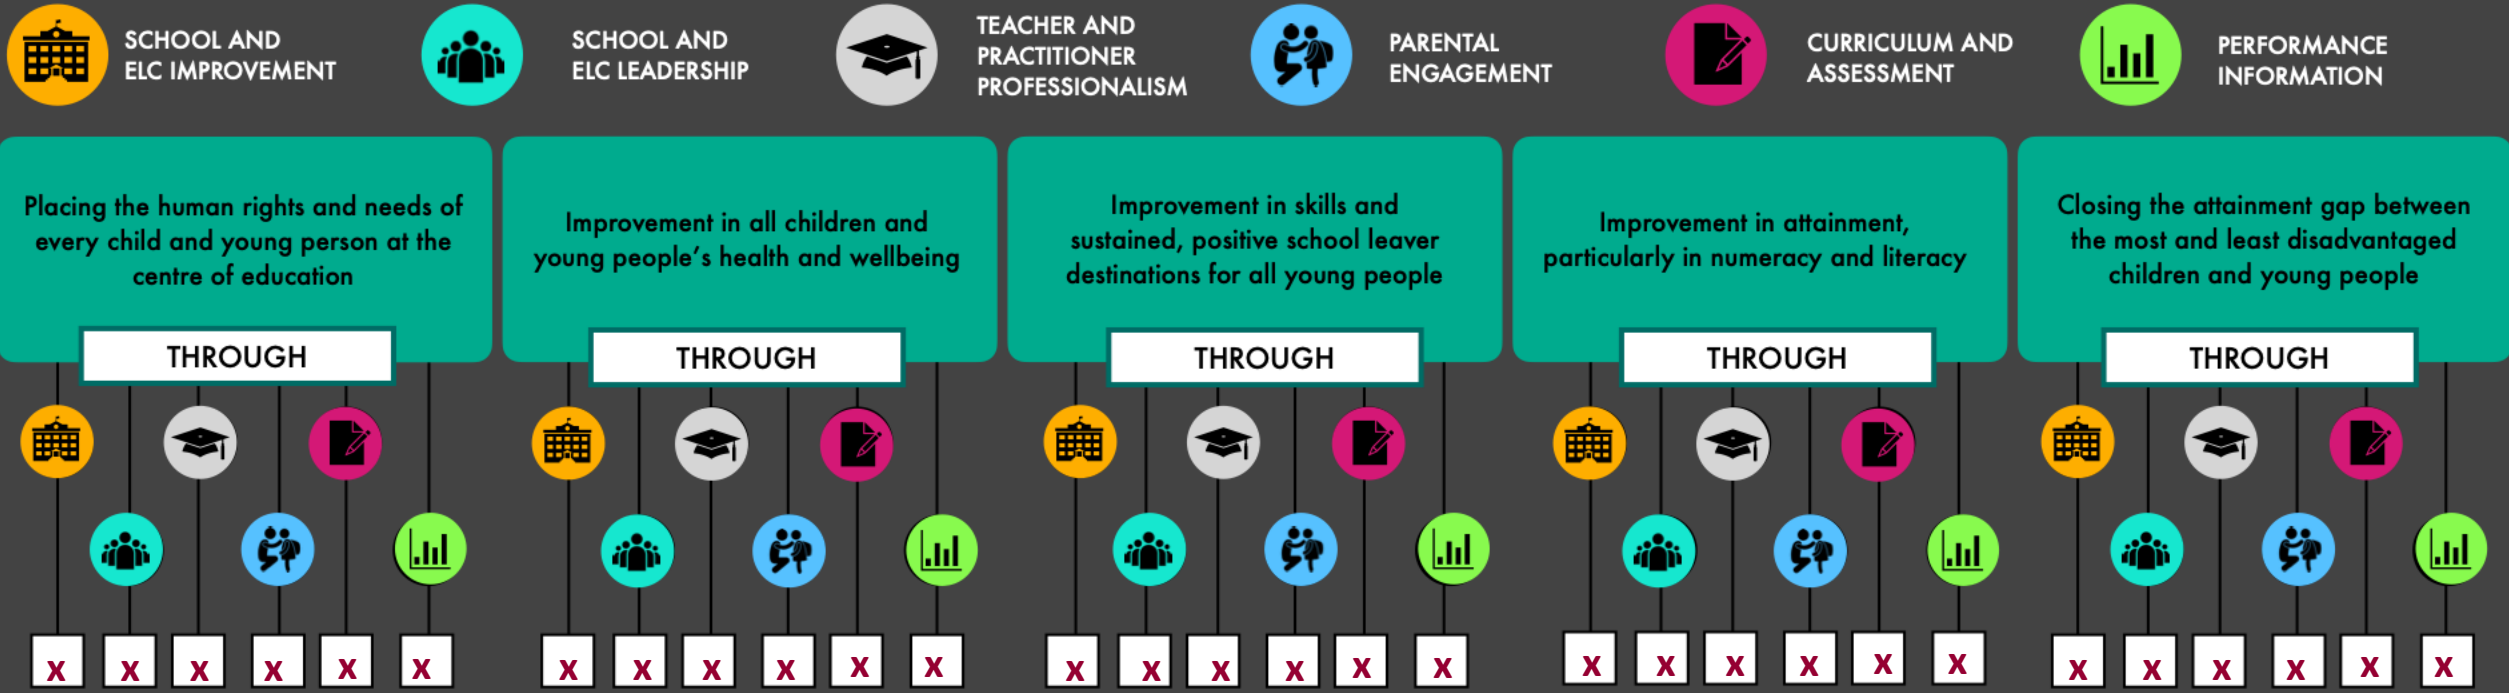 SCHOOL AND
ELC IMPROVEMENT
SCHOOL AND
ELC LEADERSHIP
TEACHER AND
PRACTITIONER
PROFESSIONALISM
PARENTAL
ENGAGEMENT
CURRICULUM AND
ASSESSMENT
PERFORMANCE
INFORMATION
Placing the human rights and needs of
every child and young person at the
centre of education
THROUGH
Improvement in all children and
young people's health and wellbeing
THROUGH
Improvement in skills and
sustained, positive school leaver
destinations for all young people
THROUGH
Improvement in attainment,
particularly in numeracy and literacy
THROUGH
Closing the attainment gap between
the most and least disadvantaged
children and young people
THROUGH
x x x x x x x x x x x x x x x x x x x x x x x x x x x x x x